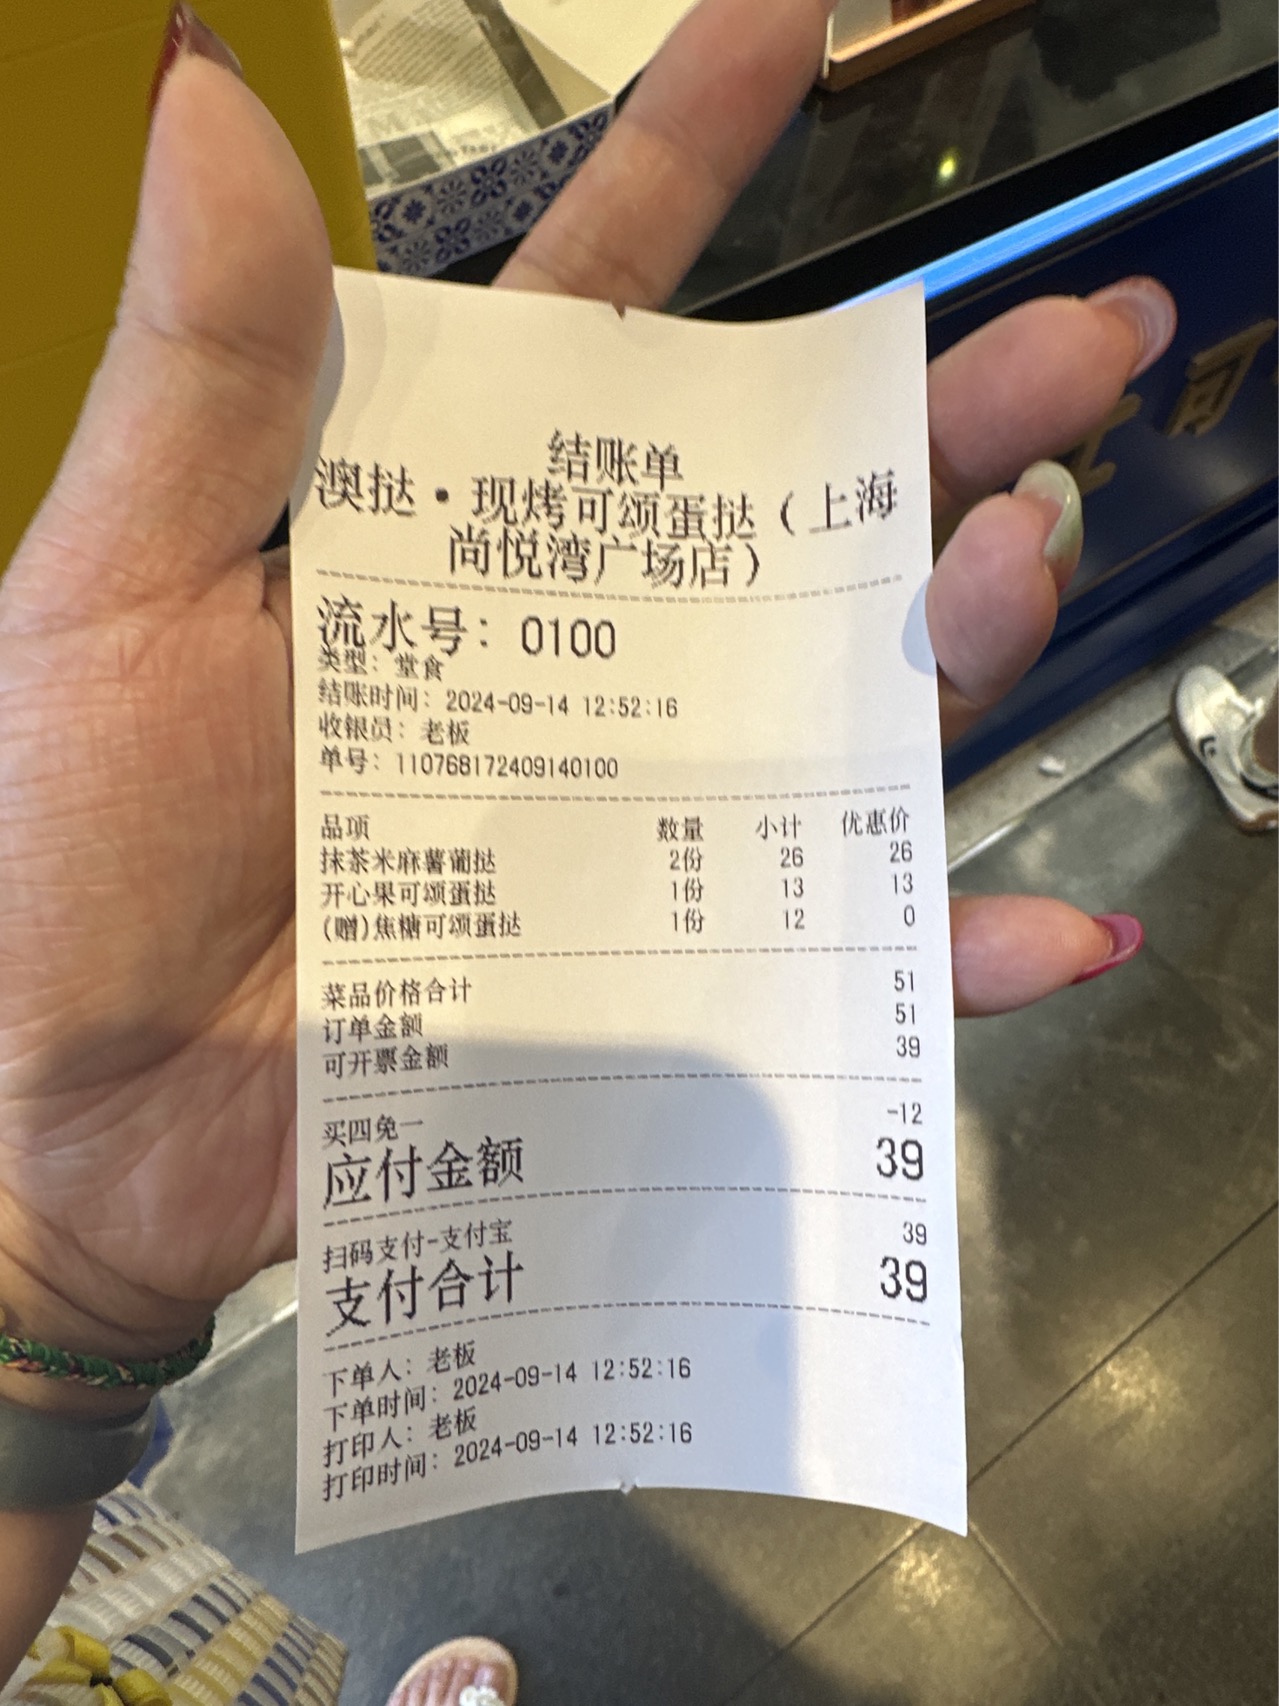 结账单
澳挞·现烤可颂蛋挞（上海
尚悦湾广场店）
流水号：0100
类型：堂食
结账时间：2024-09-14 12:52:16
收银员：老板
单号：110768172409140100
品项 数量 小计 优惠价
抹茶米麻薯葡挞 2份 26 26
开心果可颂蛋挞 1份 13 13
(赠)焦糖可颂蛋挞 1份 12 0
菜品价格合计 51
订单金额 51
可开票金额 39
买四免一 -12
应付金额 39
扫码支付-支付宝 39
支付合计 39
下单人：老板
下单时间：2024-09-14 12:52:16
打印人：老板
打印时间：2024-09-14 12:52:16